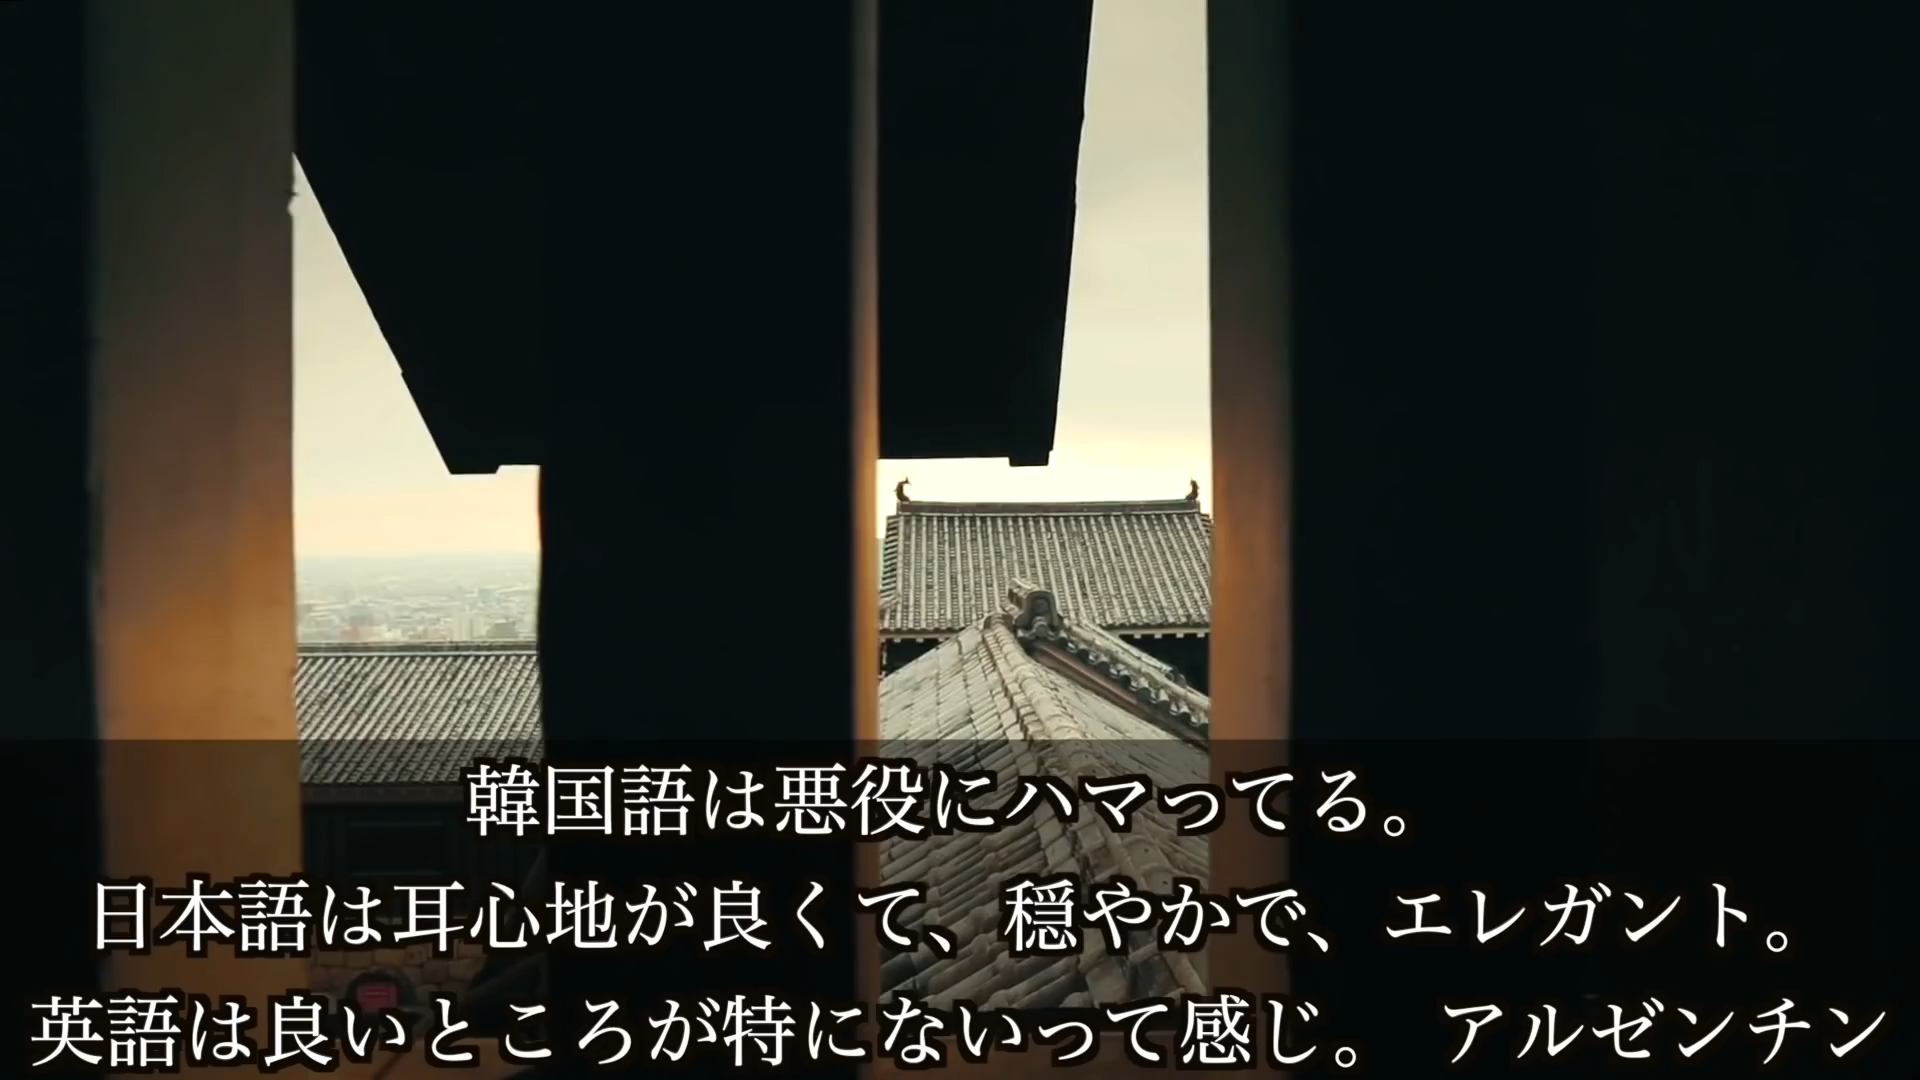 韓国語は悪役にハマってる。
日本語は耳心地が良くて、穏やかで、エレガント。
英語は良いところが特にないって感じ。 アルゼンチン